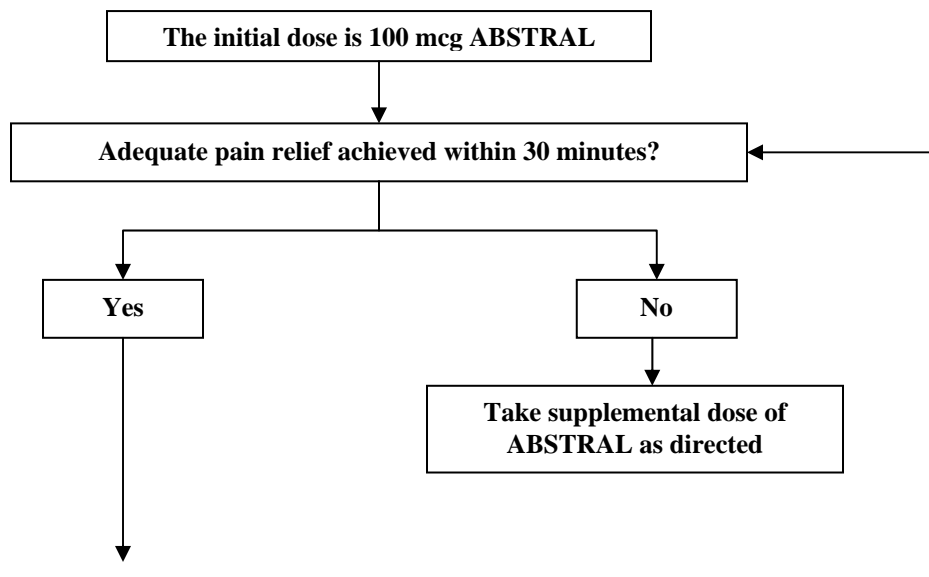 The initial dose is 100 mcg ABSTRAL
Adequate pain relief achieved within 30 minutes?
Yes
No
Take supplemental dose of
ABSTRAL as directed